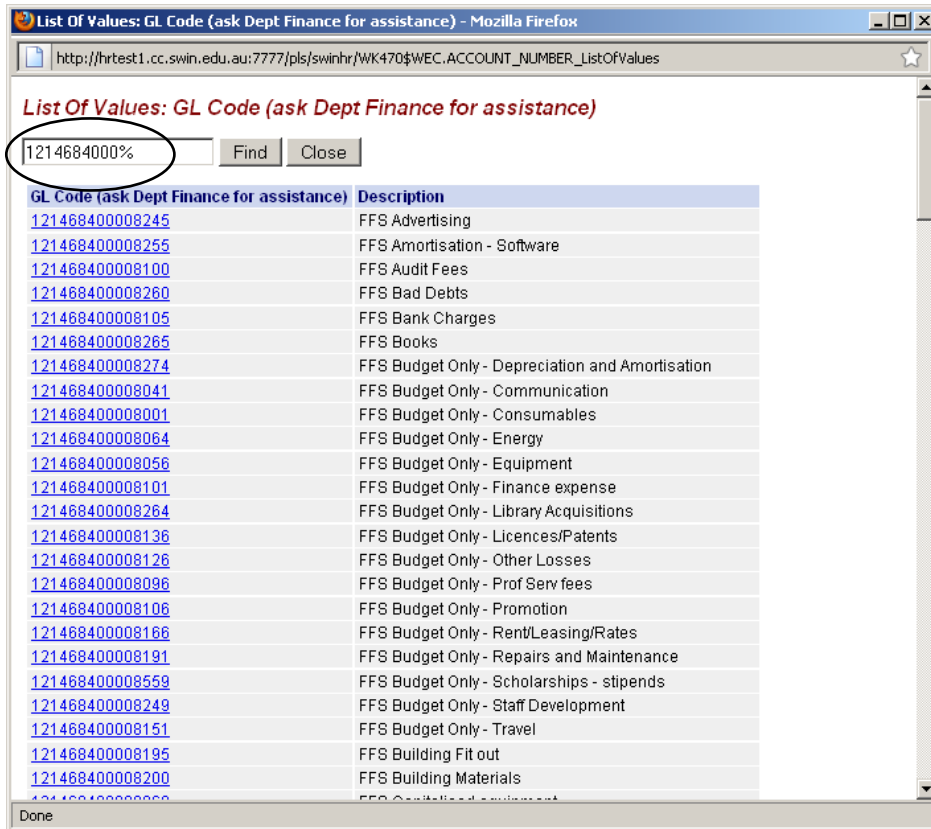 List Of Values: GL Code (ask Dept Finance for assistance) - Mozilla Firefox
http://hrtest1.cc.swin.edu.au:7777/pls/swinhr/WK470$WEC.ACCOUNT_NUMBER_ListOfValues
List Of Values: GL Code (ask Dept Finance for assistance)
1214684000% Find Close
GL Code (ask Dept Finance for assistance) Description
121468400008245 FFS Advertising
121468400008255 FFS Amortisation - Software
121468400008100 FFS Audit Fees
121468400008260 FFS Bad Debts
121468400008105 FFS Bank Charges
121468400008265 FFS Books
121468400008274 FFS Budget Only - Depreciation and Amortisation
121468400008041 FFS Budget Only - Communication
121468400008001 FFS Budget Only - Consumables
121468400008064 FFS Budget Only - Energy
121468400008056 FFS Budget Only - Equipment
121468400008101 FFS Budget Only - Finance expense
121468400008264 FFS Budget Only - Library Acquisitions
121468400008136 FFS Budget Only - Licences/Patents
121468400008126 FFS Budget Only - Other Losses
121468400008096 FFS Budget Only - Prof Serv fees
121468400008106 FFS Budget Only - Promotion
121468400008166 FFS Budget Only - Rent/Leasing/Rates
121468400008191 FFS Budget Only - Repairs and Maintenance
121468400008559 FFS Budget Only - Scholarships - stipends
121468400008249 FFS Budget Only - Staff Development
121468400008151 FFS Budget Only - Travel
121468400008195 FFS Building Fit out
121468400008200 FFS Building Materials
Done